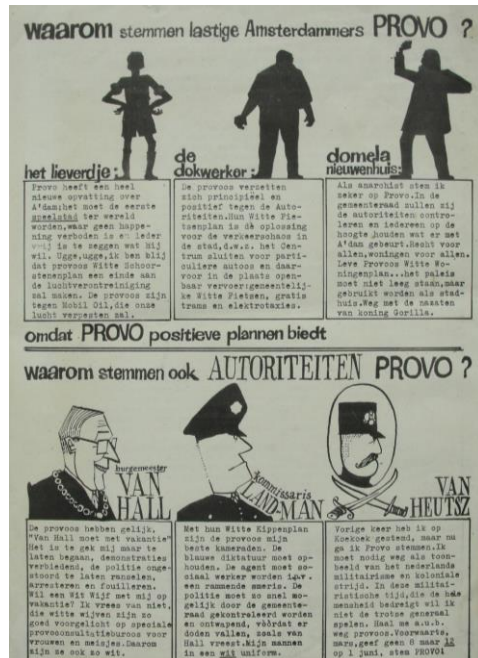 waarom stemmen lastige Amsterdammers PROVO ?
het lieverdje:
Provo heeft een heel
nieuwe opvatting over
A'dam;het moet de eerste
speelstad ter wereld
worden,waar geen happe-
ning verboden is en ieder
vrij is te zeggen wat hij
wil. Ugge,ugge,ik ben blij
dat provoos Witte Schoor-
stenenplan een einde aan
de luchtverontreiniging
zal maken. De provoos zijn
tegen Mobil Oil,die onze
lucht verpesten zal.
de
dokwerker:
De provoos verzetten
zich principieel en
positief tegen de Auto-
riteiten.Hun Witte Fie-
tsenplan is dè oplossing
voor de verkeerschaos in
de stad,d.w.z. het Cen-
trum sluiten voor parti-
culiere autoos en daar-
voor in de plaats open-
baar vervoer:gemeentelij-
ke Witte Fietsen, gratis
trams en elektrotaxies.
domela
nieuwenhuis:
Als anarchist stem ik
zeker op Provo.In de
gemeenteraad zullen zij
de autoriteiten contro-
leren en iedereen op de
hoogte houden wat er met
A'dam gebeurt.Recht voor
allen,woningen voor allen.
Leve Provoos Witte Wo-
ningenplan...het paleis
moet niet leeg staan,maar
gebruikt worden als stad-
huis.Weg met de nazaten
van koning Gorilla.
omdat PROVO positieve plannen biedt
waarom stemmen ook AUTORITEITEN PROVO ?
burgemeester
VAN
HALL
De provoos hebben gelijk.
"Van Hall moet met vakantie"
Het is te gek mij maar te
laten begaan, demonstraties
verbiedend, de politie onge-
stoord te laten ranselen,
arresteren en fouilleren.
Wil een Wit Wijf met mij op
vakantie? Ik vrees van niet,
die witte wijven zijn zo
goed voorgelicht op speciale
provoconsultatieburoos voor
vrouwen en meisjes.Daarom
zijn ze ook zo wit.
kommissaris
LANDMAN
Met hun Witte Kippenplan
zijn de provoos mijn
beste kameraden. De
blauwe diktatuur moet op-
houden. De agent moet so-
ciaal werker worden i.p.v.
een rammende smeris. De
politie moet zo snel mo-
gelijk door de gemeente-
raad gekontroleerd worden
en ontwapend, vòòrdat er
doden vallen, zoals van
Hall vreest.Mijn mannen
in een wit uniform.
VAN
HEUTSZ
Vorige keer heb ik op
Koekoek gestemd, maar nu
ga ik Provo stemmen.Ik
moet nodig weg als toon-
beeld van het nederlands
militairisme en koloniale
strijd. In deze milita-
ristische tijd,die de hele
mensheid bedreigt wil ik
niet de trotse generaal
spelen. Haal me a.u.b.
weg provoos.Voorwaarts,
mars,geef geen 8 maar 12
op 1 juni, stem PROVO!